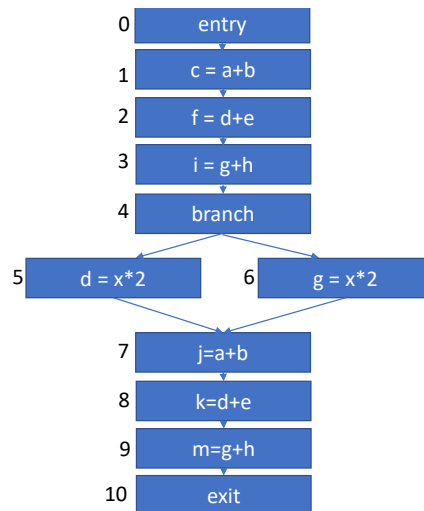 0 entry
1 c = a+b
2 f = d+e
3 i = g+h
4 branch
5 d = x*2 6 g = x*2
7 j=a+b
8 k=d+e
9 m=g+h
10 exit